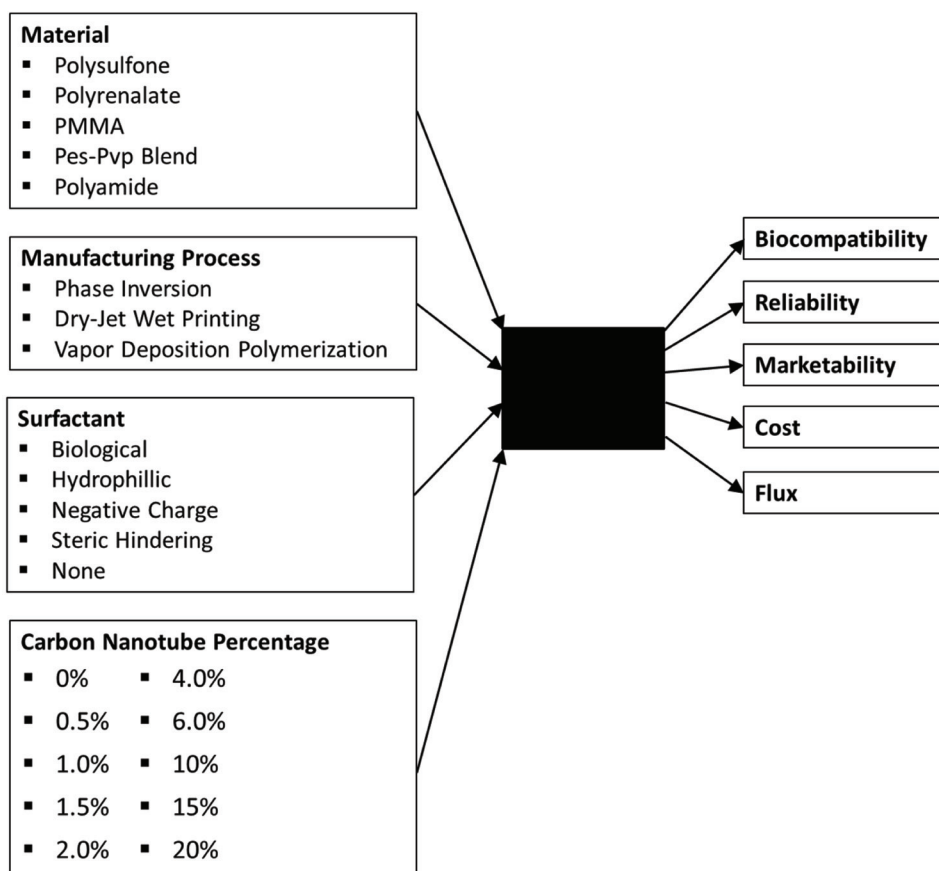 Material
▪ Polysulfone
▪ Polyrenalate
▪ PMMA
▪ Pes-Pvp Blend
▪ Polyamide
Manufacturing Process
▪ Phase Inversion
▪ Dry-Jet Wet Printing
▪ Vapor Deposition Polymerization
Surfactant
▪ Biological
▪ Hydrophillic
▪ Negative Charge
▪ Steric Hindering
▪ None
Carbon Nanotube Percentage
▪ 0% ▪ 4.0%
▪ 0.5% ▪ 6.0%
▪ 1.0% ▪ 10%
▪ 1.5% ▪ 15%
▪ 2.0% ▪ 20%
Biocompatibility
Reliability
Marketability
Cost
Flux